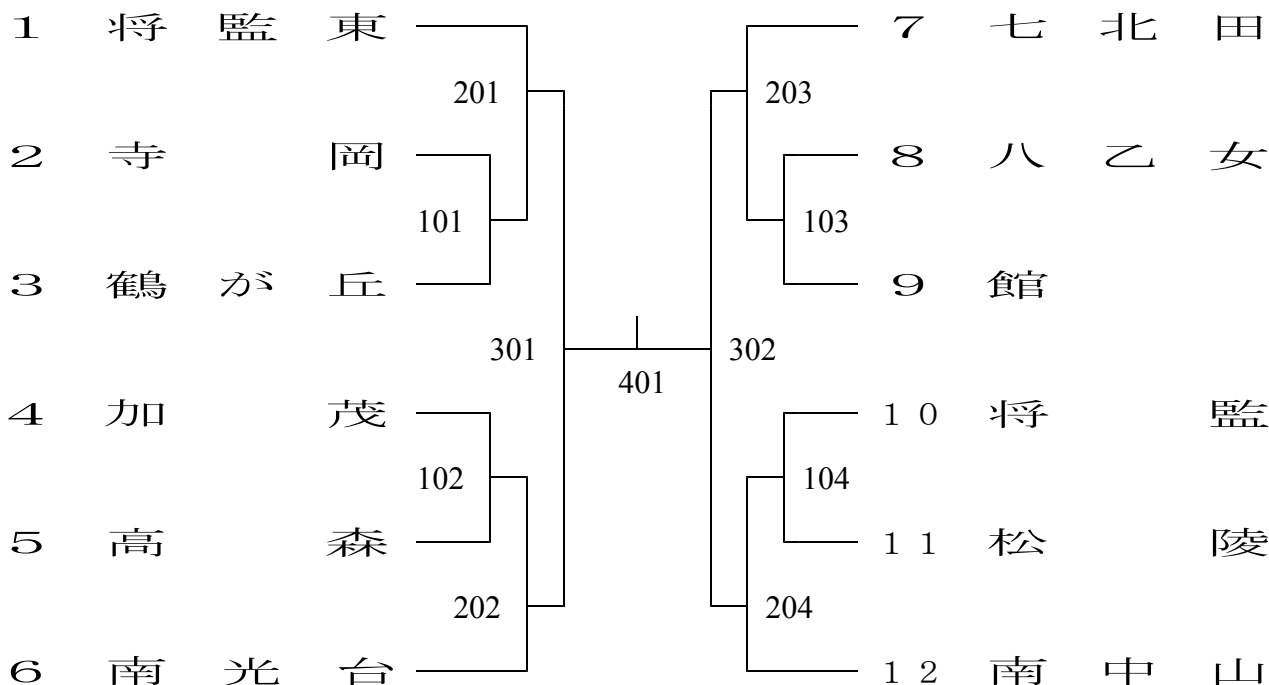 1 将監東
7 七北田
201
203
2 寺岡
8 八乙女
101
103
3 鶴が丘
9 館
301
302
401
4 加茂
１０ 将監
102
104
5 高森
１１ 松陵
202
204
6 南光台
１２ 南中山